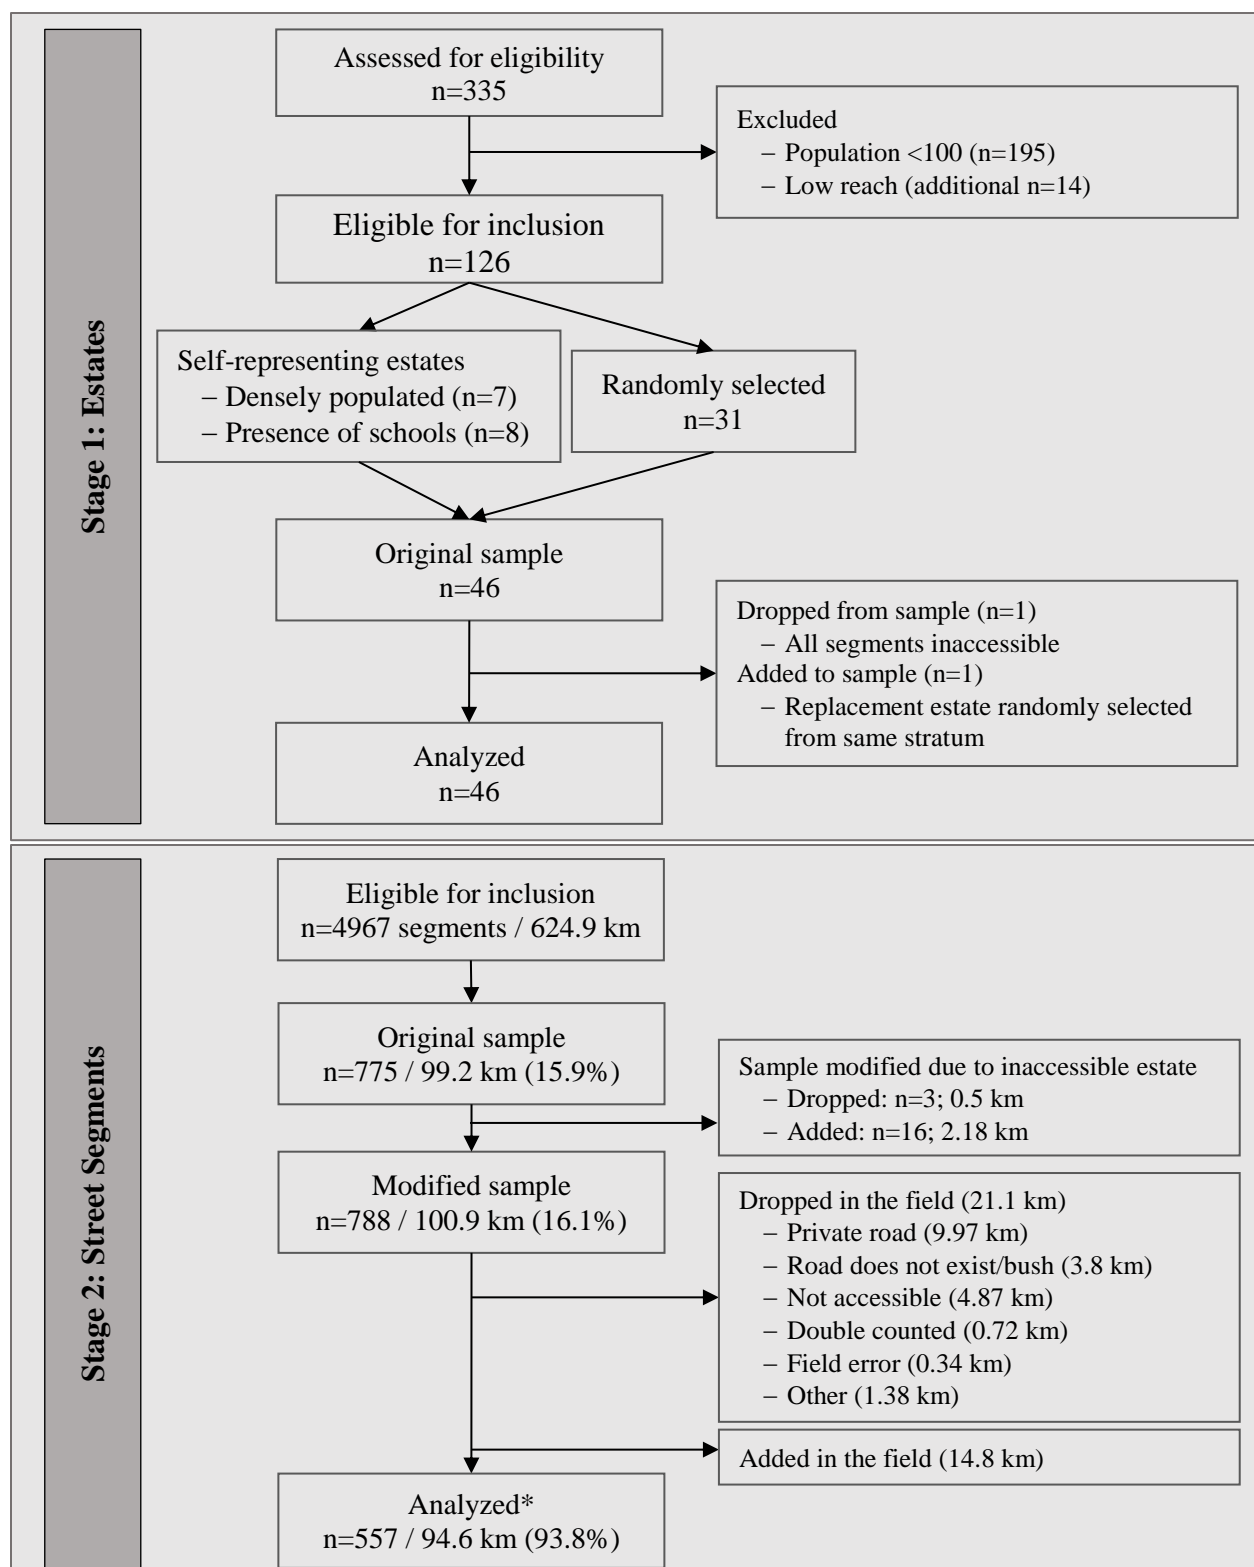 Stage 1: Estates
Assessed for eligibility
n=335
Excluded
– Population <100 (n=195)
– Low reach (additional n=14)
Eligible for inclusion
n=126
Self-representing estates
– Densely populated (n=7)
– Presence of schools (n=8)
Randomly selected
n=31
Original sample
n=46
Dropped from sample (n=1)
– All segments inaccessible
Added to sample (n=1)
– Replacement estate randomly selected
from same stratum
Analyzed
n=46
Stage 2: Street Segments
Eligible for inclusion
n=4967 segments / 624.9 km
Original sample
n=775 / 99.2 km (15.9%)
Sample modified due to inaccessible estate
– Dropped: n=3; 0.5 km
– Added: n=16; 2.18 km
Modified sample
n=788 / 100.9 km (16.1%)
Dropped in the field (21.1 km)
– Private road (9.97 km)
– Road does not exist/bush (3.8 km)
– Not accessible (4.87 km)
– Double counted (0.72 km)
– Field error (0.34 km)
– Other (1.38 km)
Added in the field (14.8 km)
Analyzed*
n=557 / 94.6 km (93.8%)